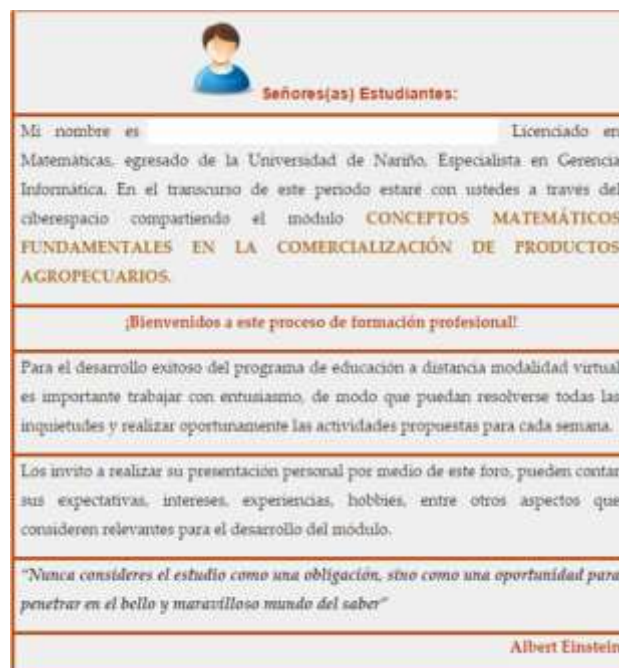 Señores(as) Estudiantes:
Mi nombre es Licenciado en
Matemáticas, egresado de la Universidad de Nariño, Especialista en Gerencia
Informática. En el transcurso de este periodo estaré con ustedes a través del
ciberespacio compartiendo el módulo CONCEPTOS MATEMÁTICOS
FUNDAMENTALES EN LA COMERCIALIZACIÓN DE PRODUCTOS
AGROPECUARIOS.
¡Bienvenidos a este proceso de formación profesional!
Para el desarrollo exitoso del programa de educación a distancia modalidad virtual
es importante trabajar con entusiasmo, de modo que puedan resolverse todas las
inquietudes y realizar oportunamente las actividades propuestas para cada semana.
Los invito a realizar su presentación personal por medio de este foro, pueden contar
sus expectativas, intereses, experiencias, hobbies, entre otros aspectos que
consideren relevantes para el desarrollo del módulo.
"Nunca consideres el estudio como una obligación, sino como una oportunidad para
penetrar en el bello y maravilloso mundo del saber"
Albert Einstein